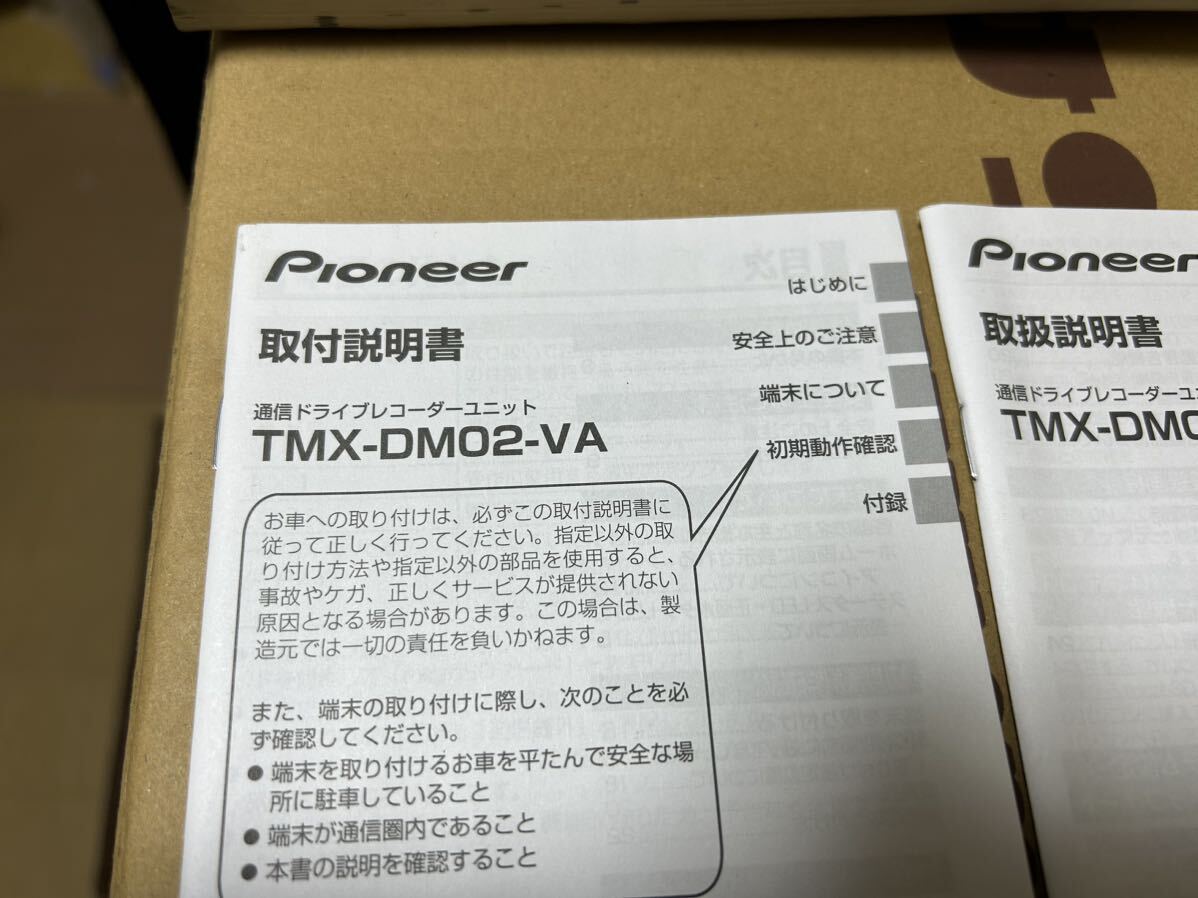 Pioneer
はじめに
取付説明書
安全上のご注意
端末について
通信ドライブレコーダーユニット
TMX-DM02-VA
初期動作確認
付録
お車への取り付けは、必ずこの取付説明書に
従って正しく行ってください。指定以外の取
り付け方法や指定以外の部品を使用すると、
事故やケガ、正しくサービスが提供されない
原因となる場合があります。この場合は、製
造元では一切の責任を負いかねます。
また、端末の取り付けに際し、次のことを必
ず確認してください。
● 端末を取り付けるお車を平たんで安全な場
所に駐車していること
● 端末が通信圏内であること
● 本書の説明を確認すること
Pioneer
取扱説明書
通信ドライブレコーダーユ
TMX-DM0